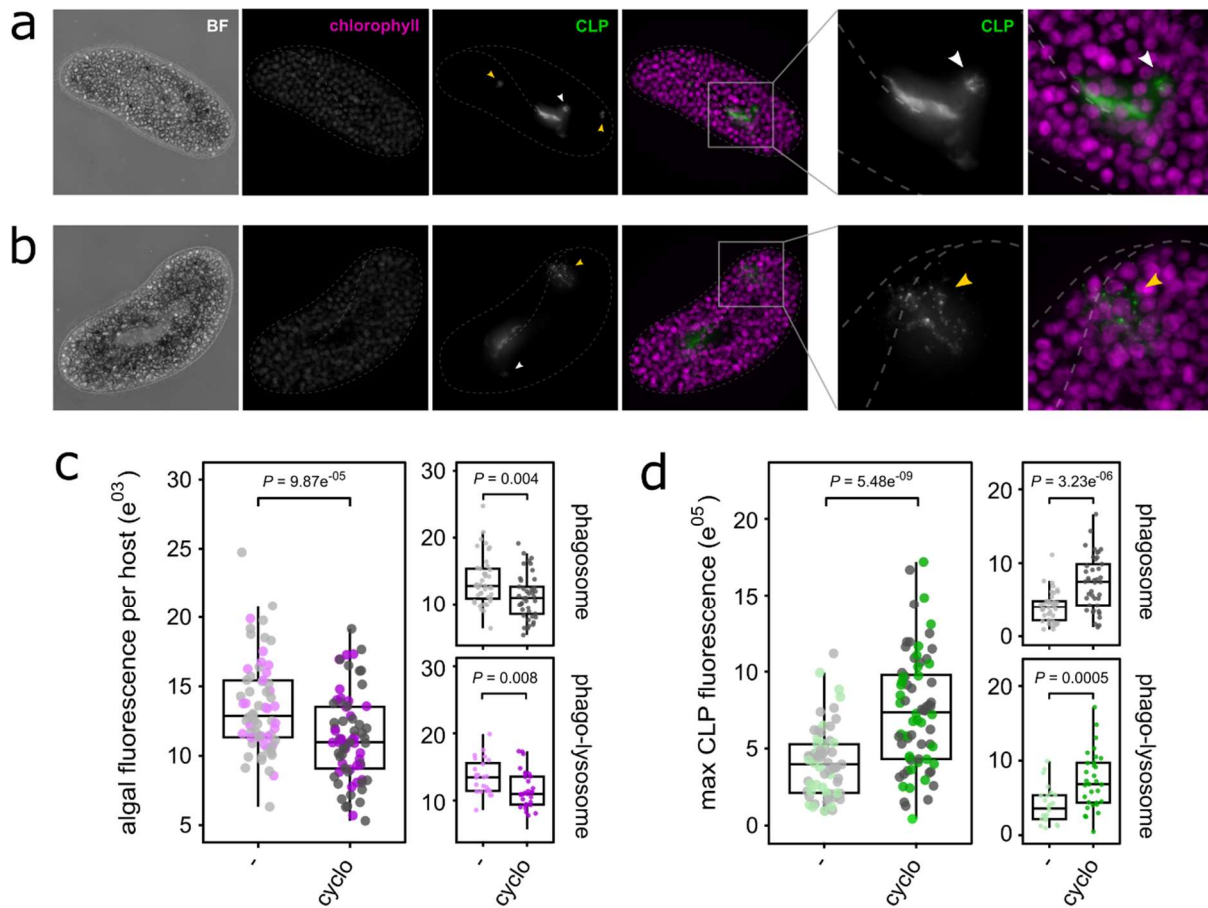 a
BF
chlorophyll
CLP
CLP
b
c
algal fluorescence per host (e03)
30
25
20
15
10
5
P = 9.87e-05
-
cyclo
30
20
10
P = 0.004
phagosome
30
20
10
P = 0.008
phago-lysosome
-
cyclo
d
max CLP fluorescence (e05)
20
15
10
5
0
P = 5.48e-09
-
cyclo
20
10
0
P = 3.23e-06
phagosome
20
10
0
P = 0.0005
phago-lysosome
-
cyclo